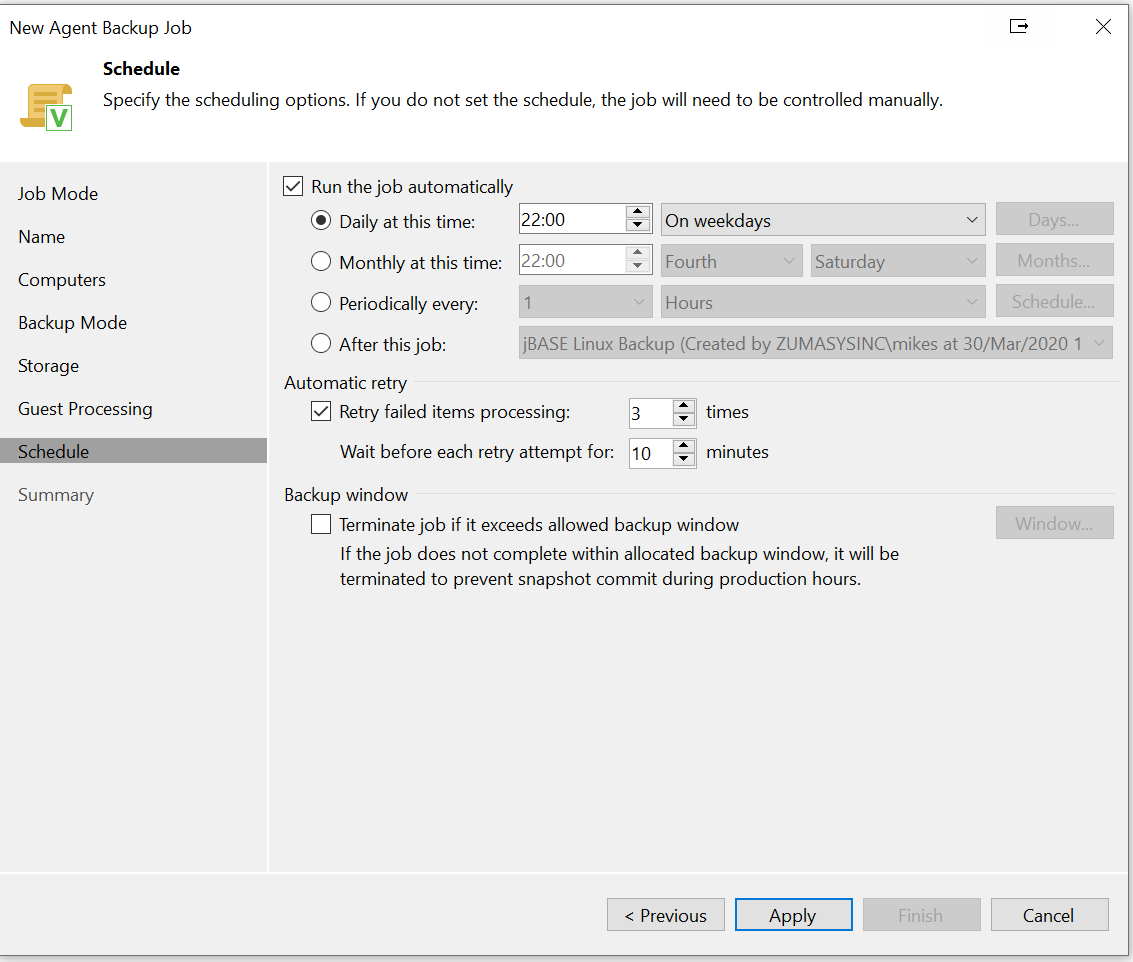 New Agent Backup Job
Schedule
Specify the scheduling options. If you do not set the schedule, the job will need to be controlled manually.
V
Job Mode
Name
Computers
Backup Mode
Storage
Guest Processing
Schedule
Summary
Run the job automatically
Daily at this time: 22:00 On weekdays Days...
Monthly at this time: 22:00 Fourth Saturday Months...
Periodically every: 1 Hours Schedule...
After this job: jBASE Linux Backup (Created by ZUMASYSINC\mikes at 30/Mar/2020 1
Automatic retry
Retry failed items processing: 3 times
Wait before each retry attempt for: 10 minutes
Backup window
Terminate job if it exceeds allowed backup window Window...
If the job does not complete within allocated backup window, it will be
terminated to prevent snapshot commit during production hours.
< Previous Apply Finish Cancel